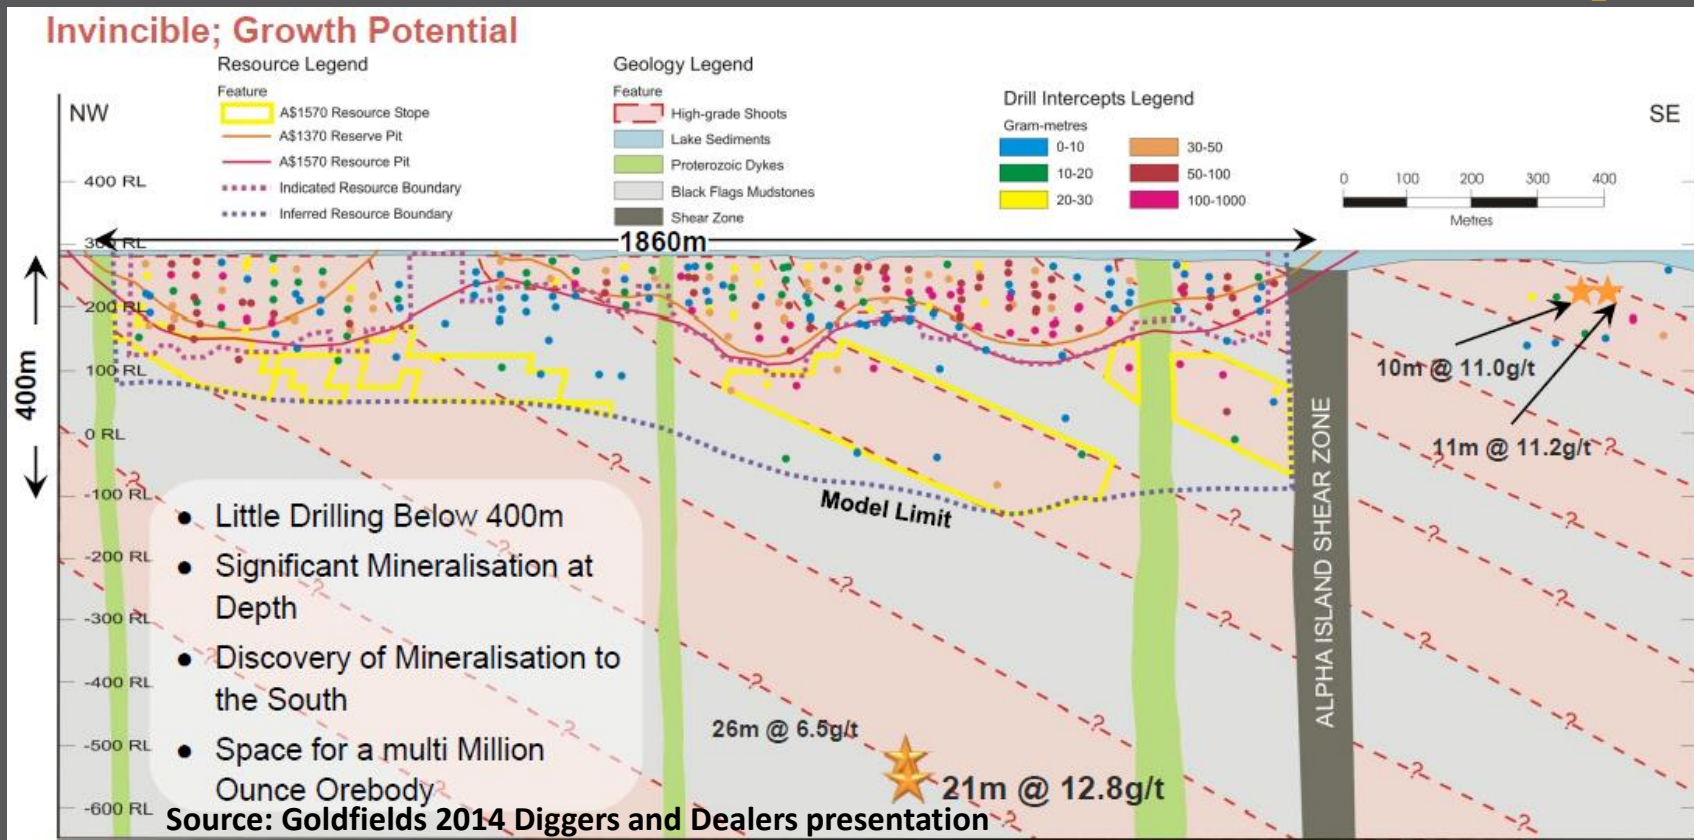 Invincible; Growth Potential
Resource Legend
Feature
A$1570 Resource Stope
A$1370 Reserve Pit
A$1570 Resource Pit
Indicated Resource Boundary
Inferred Resource Boundary
Geology Legend
Feature
High-grade Shoots
Lake Sediments
Proterozoic Dykes
Black Flags Mudstones
Shear Zone
Drill Intercepts Legend
Gram-metres
0-10
10-20
20-30
30-50
50-100
100-1000
NW
SE
0 100 200 300 400
Metres
400 RL
300 RL
200 RL
100 RL
0 RL
-100 RL
-200 RL
-300 RL
-400 RL
-500 RL
-600 RL
1860m
400m
10m @ 11.0g/t
11m @ 11.2g/t
ALPHA ISLAND SHEAR ZONE
Model Limit
? ? ? ? ? ? ? ? ? ? ? ? ? ? ? ? ? ? ? ? ? ?
● Little Drilling Below 400m
● Significant Mineralisation at
Depth
● Discovery of Mineralisation to
the South
● Space for a multi Million
Ounce Orebody
26m @ 6.5g/t
21m @ 12.8g/t
Source: Goldfields 2014 Diggers and Dealers presentation